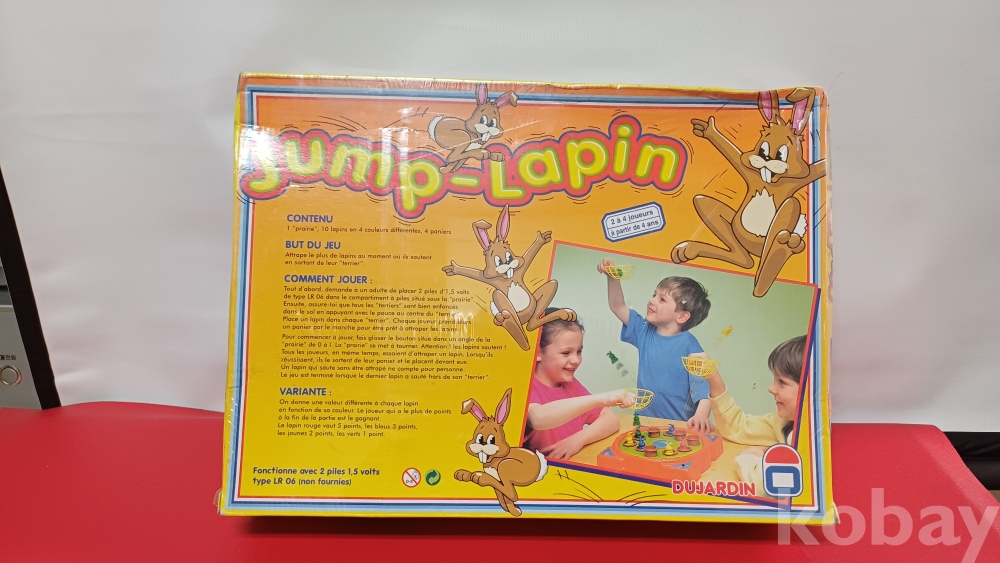 Jump-Lapin
2 à 4 joueurs
à partir de 4 ans
CONTENU
1 "prairie", 10 lapins en 4 couleurs différentes, 4 paniers
BUT DU JEU
Attrape le plus de lapins au moment où ils sautent
en sortant de leur "terrier".
COMMENT JOUER :
Tout d'abord, demande a un adulte de placer 2 piles d'1,5 volts
de type LR 06 dans le compartiment à piles situé sous la "prairie".
Ensuite, assure-toi que tous les "terriers" sont bien enfoncés
dans le sol en appuyant avec le pouce au centre du "terrier".
Place un lapin dans chaque "terrier". Chaque joueur prend alors
un panier par le manche pour être prêt à attraper les lapins.
Pour commencer à jouer, fais glisser le bouton situé dans un angle de la
"prairie" de 0 à 1. La "prairie" se met à tourner. Attention ! les lapins sautent !
Tous les joueurs, en même temps, essaient d'attraper un lapin. Lorsqu'ils
réussissent, ils le sortent de leur panier et le placent devant eux.
Un lapin qui saute sans être attrapé ne compte pour personne.
Le jeu est terminé lorsque le dernier lapin a sauté hors de son "terrier".
VARIANTE :
On donne une valeur différente à chaque lapin
en fonction de sa couleur. Le joueur qui a le plus de points
à la fin de la partie est le gagnant.
Le lapin rouge vaut 5 points, les bleus 3 points,
les jaunes 2 points, les verts 1 point.
Fonctionne avec 2 piles 1,5 volts
type LR 06 (non fournies)
DUJARDIN
kobay